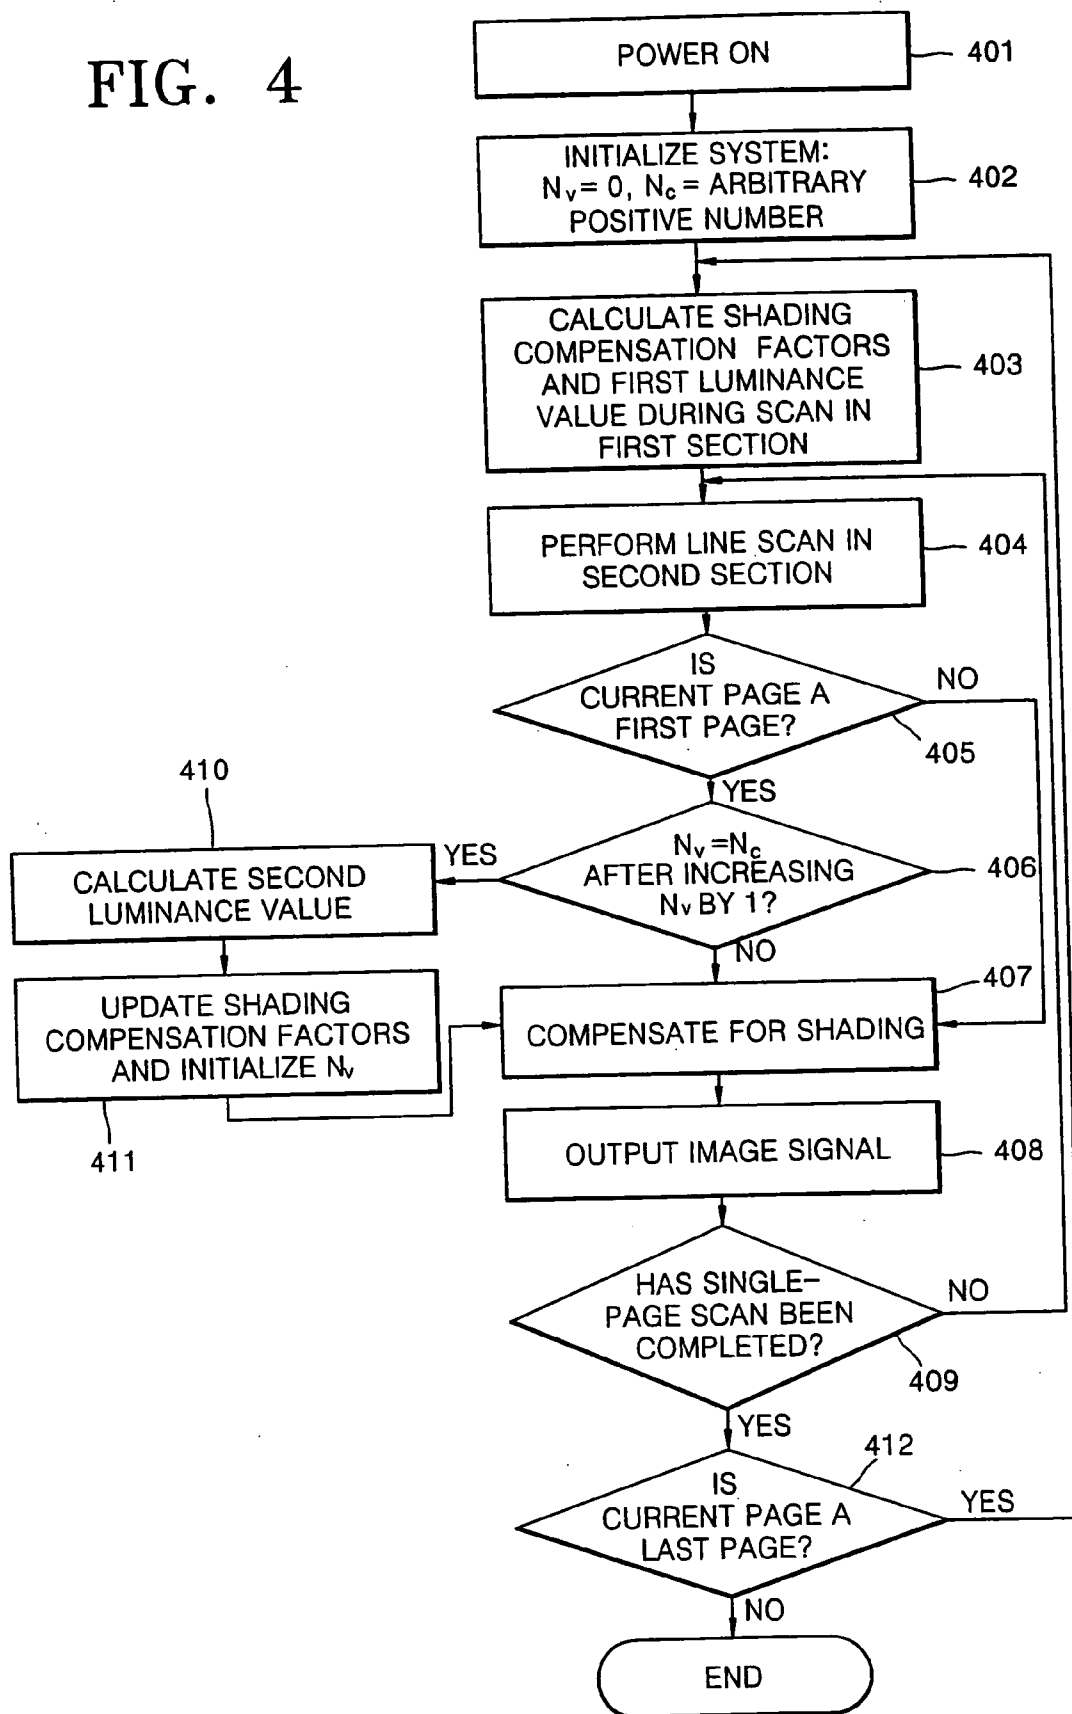 FIG. 4
POWER ON
401
INITIALIZE SYSTEM:
Nv = 0, Nc = ARBITRARY
POSITIVE NUMBER
402
CALCULATE SHADING
COMPENSATION FACTORS
AND FIRST LUMINANCE
VALUE DURING SCAN IN
FIRST SECTION
403
PERFORM LINE SCAN IN
SECOND SECTION
404
IS
CURRENT PAGE A
FIRST PAGE?
NO
405
YES
Nv = Nc
AFTER INCREASING
Nv BY 1?
406
YES
NO
410
CALCULATE SECOND
LUMINANCE VALUE
UPDATE SHADING
COMPENSATION FACTORS
AND INITIALIZE Nv
411
407
COMPENSATE FOR SHADING
OUTPUT IMAGE SIGNAL
408
HAS SINGLE-
PAGE SCAN BEEN
COMPLETED?
NO
409
YES
412
IS
CURRENT PAGE A
LAST PAGE?
YES
NO
END